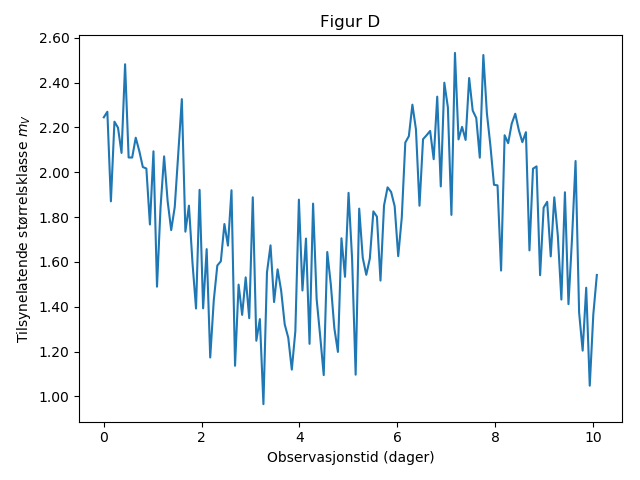 Figur D
2.60
2.40
2.20
2.00
1.80
1.60
1.40
1.20
1.00
Tilsynelatende størrelsklasse $m_V$
0 2 4 6 8 10
Observasjonstid (dager)